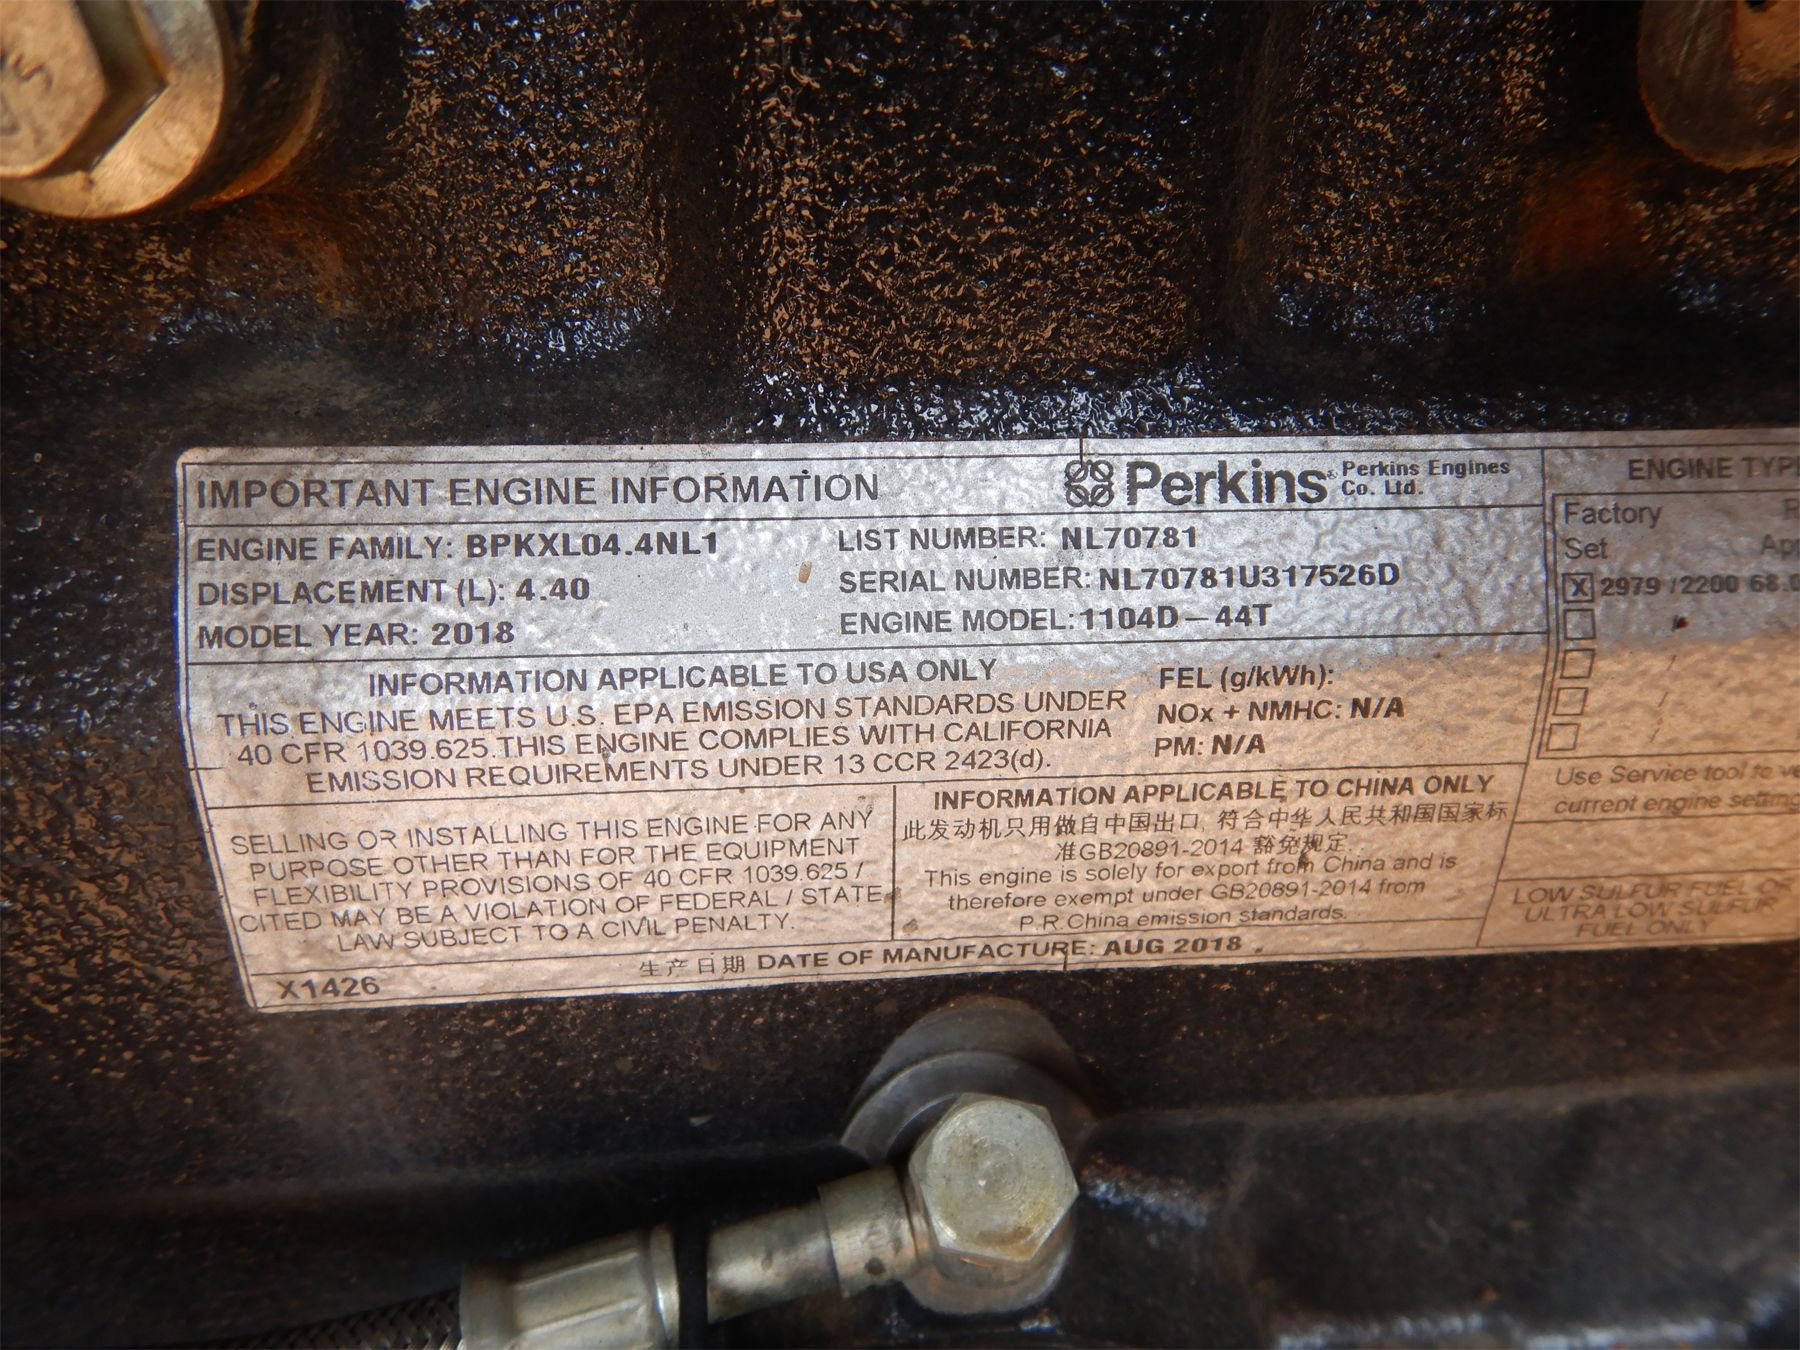 IMPORTANT ENGINE INFORMATION
Perkins
Perkins Engines
Co. Ltd.
ENGINE FAMILY: BPKXL04.4NL1
DISPLACEMENT (L): 4.40
MODEL YEAR: 2018
LIST NUMBER: NL70781
SERIAL NUMBER: NL70781U317526D
ENGINE MODEL: 1104D-44T
INFORMATION APPLICABLE TO USA ONLY
THIS ENGINE MEETS U.S. EPA EMISSION STANDARDS UNDER
40 CFR 1039.625.THIS ENGINE COMPLIES WITH CALIFORNIA
EMISSION REQUIREMENTS UNDER 13 CCR 2423(d).
FEL (g/kWh):
NOx + NMHC: N/A
PM: N/A
SELLING OR INSTALLING THIS ENGINE FOR ANY
PURPOSE OTHER THAN FOR THE EQUIPMENT
FLEXIBILITY PROVISIONS OF 40 CFR 1039.625 /
CITED MAY BE A VIOLATION OF FEDERAL / STATE
LAW SUBJECT TO A CIVIL PENALTY.
INFORMATION APPLICABLE TO CHINA ONLY
此发动机只用做自中国出口, 符合中华人民共和国国家标
准GB20891-2014 豁免规定.
This engine is solely for export from China and is
therefore exempt under GB20891-2014 from
P.R.China emission standards.
生产日期 DATE OF MANUFACTURE: AUG 2018
X1426
ENGINE TYP
Factory
Set
X 2979 /2200 68.0
Use Service tool to
current engine
LOW SULFUR FUEL OR
ULTRA LOW SULFUR
FUEL ONLY